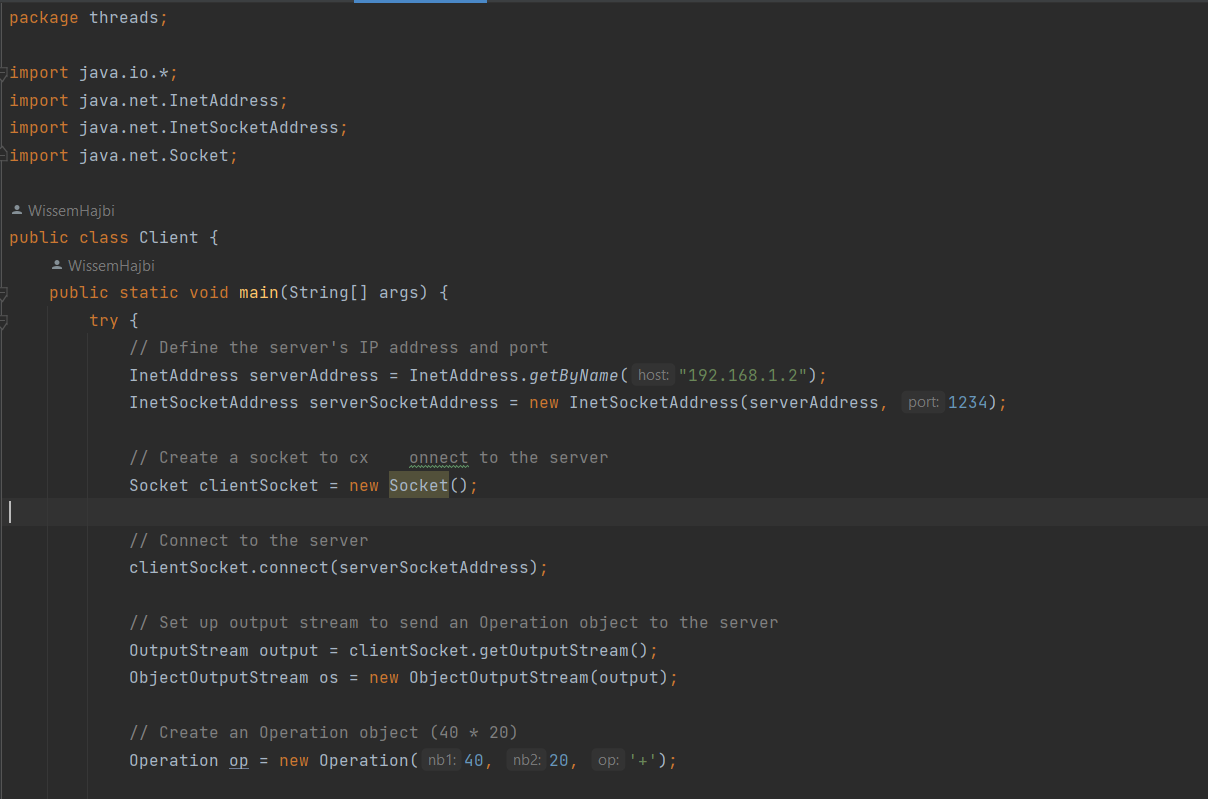 package threads;
import java.io.*;
import java.net.InetAddress;
import java.net.InetSocketAddress;
import java.net.Socket;
WissemHajbi
public class Client {
WissemHajbi
public static void main(String[] args) {
try {
// Define the server's IP address and port
InetAddress serverAddress = InetAddress.getByName( host: "192.168.1.2");
InetSocketAddress serverSocketAddress = new InetSocketAddress(serverAddress, port: 1234);
// Create a socket to cx    onnect to the server
Socket clientSocket = new Socket();
// Connect to the server
clientSocket.connect(serverSocketAddress);
// Set up output stream to send an Operation object to the server
OutputStream output = clientSocket.getOutputStream();
ObjectOutputStream os = new ObjectOutputStream(output);
// Create an Operation object (40 * 20)
Operation op = new Operation( nb1: 40, nb2: 20, op: '+');